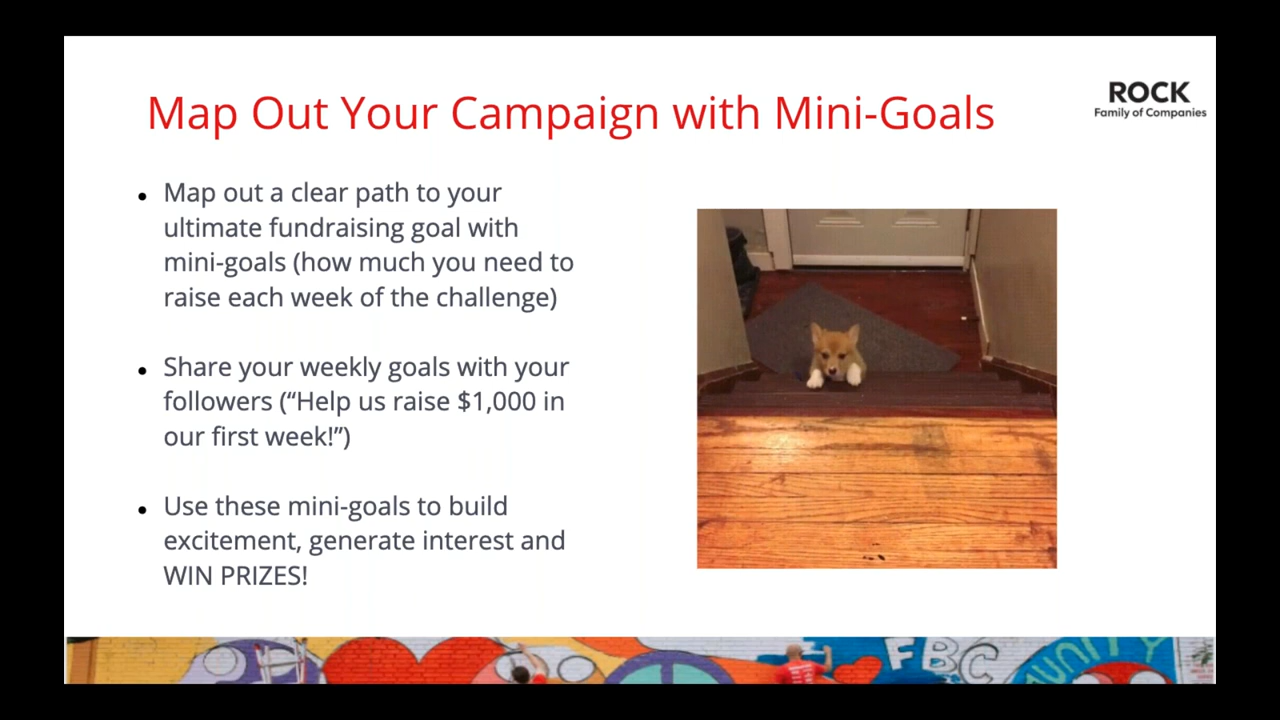 Map Out Your Campaign with Mini-Goals
ROCK
Family of Companies
• Map out a clear path to your
ultimate fundraising goal with
mini-goals (how much you need to
raise each week of the challenge)
• Share your weekly goals with your
followers (“Help us raise $1,000 in
our first week!”)
• Use these mini-goals to build
excitement, generate interest and
WIN PRIZES!
FBC
MUNITY